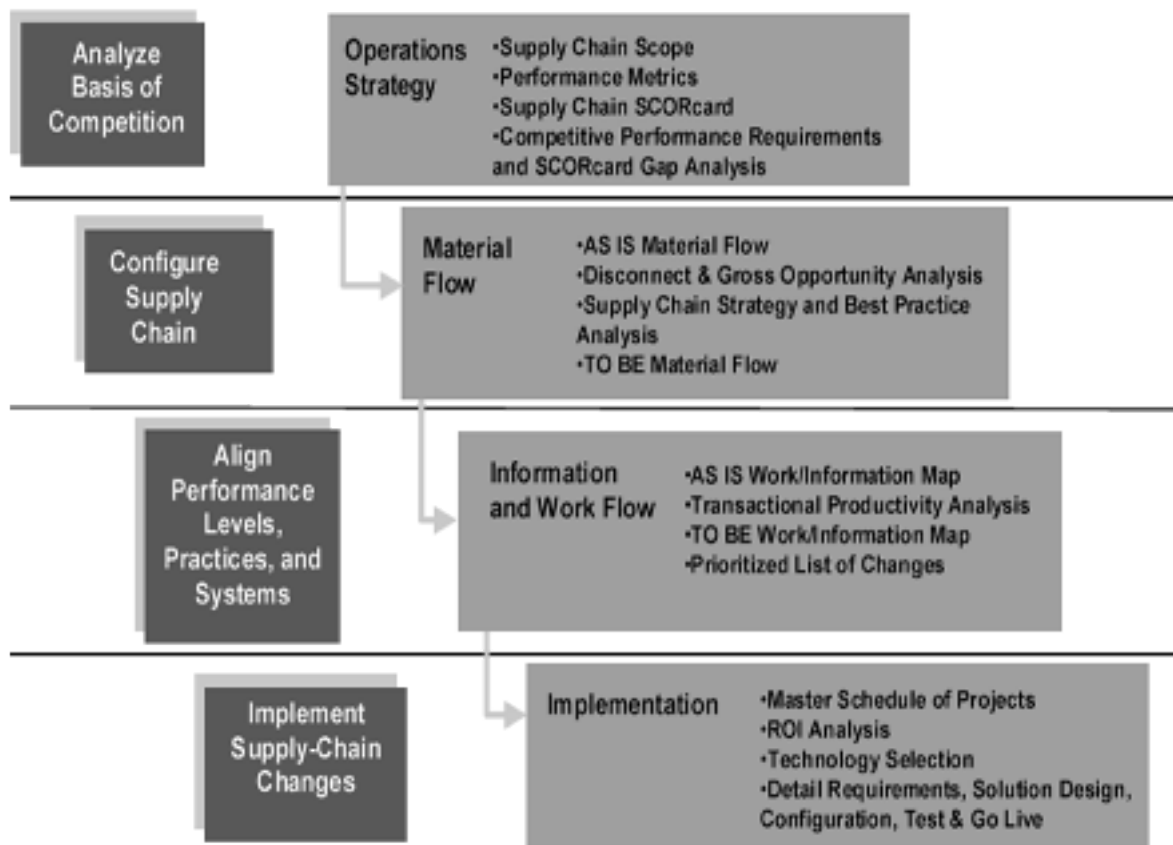 Analyze
Basis of
Competition
Operations
Strategy
•Supply Chain Scope
•Performance Metrics
•Supply Chain SCORcard
•Competitive Performance Requirements
and SCORcard Gap Analysis
Configure
Supply
Chain
Material
Flow
•AS IS Material Flow
•Disconnect & Gross Opportunity Analysis
•Supply Chain Strategy and Best Practice
Analysis
•TO BE Material Flow
Align
Performance
Levels,
Practices, and
Systems
Information
and Work Flow
•AS IS Work/Information Map
•Transactional Productivity Analysis
•TO BE Work/Information Map
•Prioritized List of Changes
Implement
Supply-Chain
Changes
Implementation
•Master Schedule of Projects
•ROI Analysis
•Technology Selection
•Detail Requirements, Solution Design,
Configuration, Test & Go Live